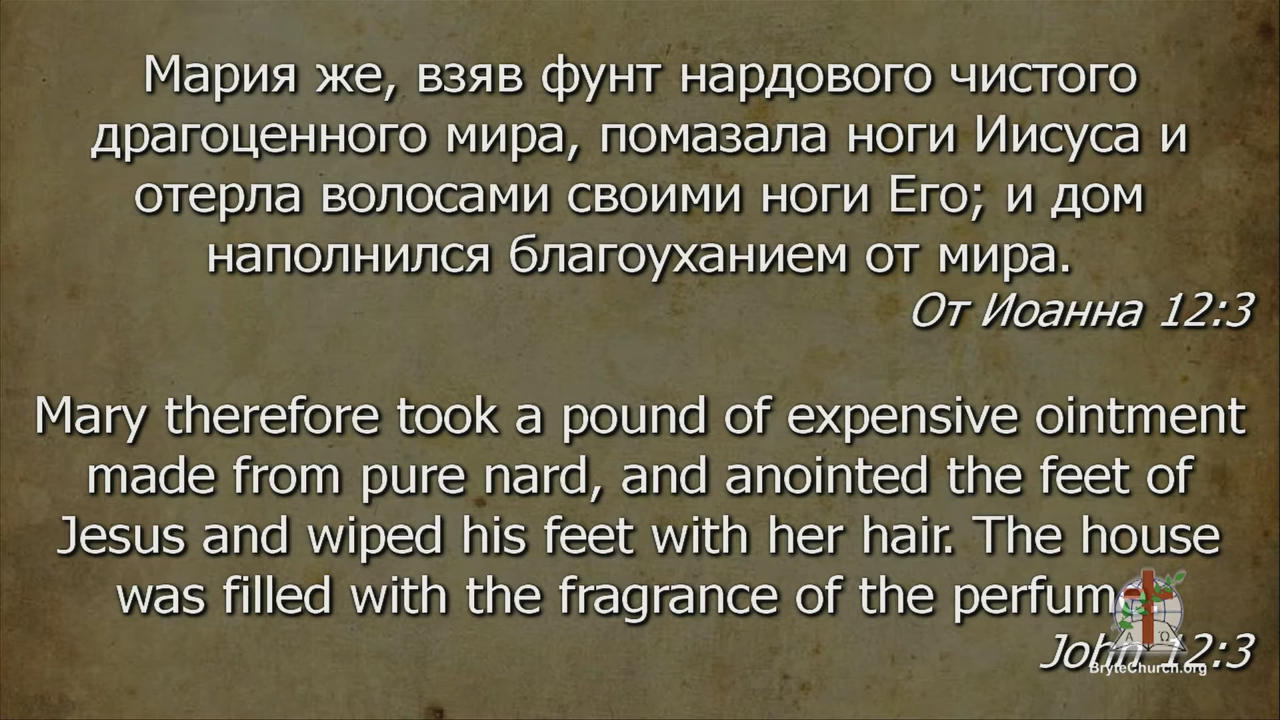 Мария же, взяв фунт нардового чистого
драгоценного мира, помазала ноги Иисуса и
отерла волосами своими ноги Его; и дом
наполнился благоуханием от мира.
От Иоанна 12:3
Mary therefore took a pound of expensive ointment
made from pure nard, and anointed the feet of
Jesus and wiped his feet with her hair. The house
was filled with the fragrance of the perfume.
John 12:3
Α Ω
BryteChurch.org